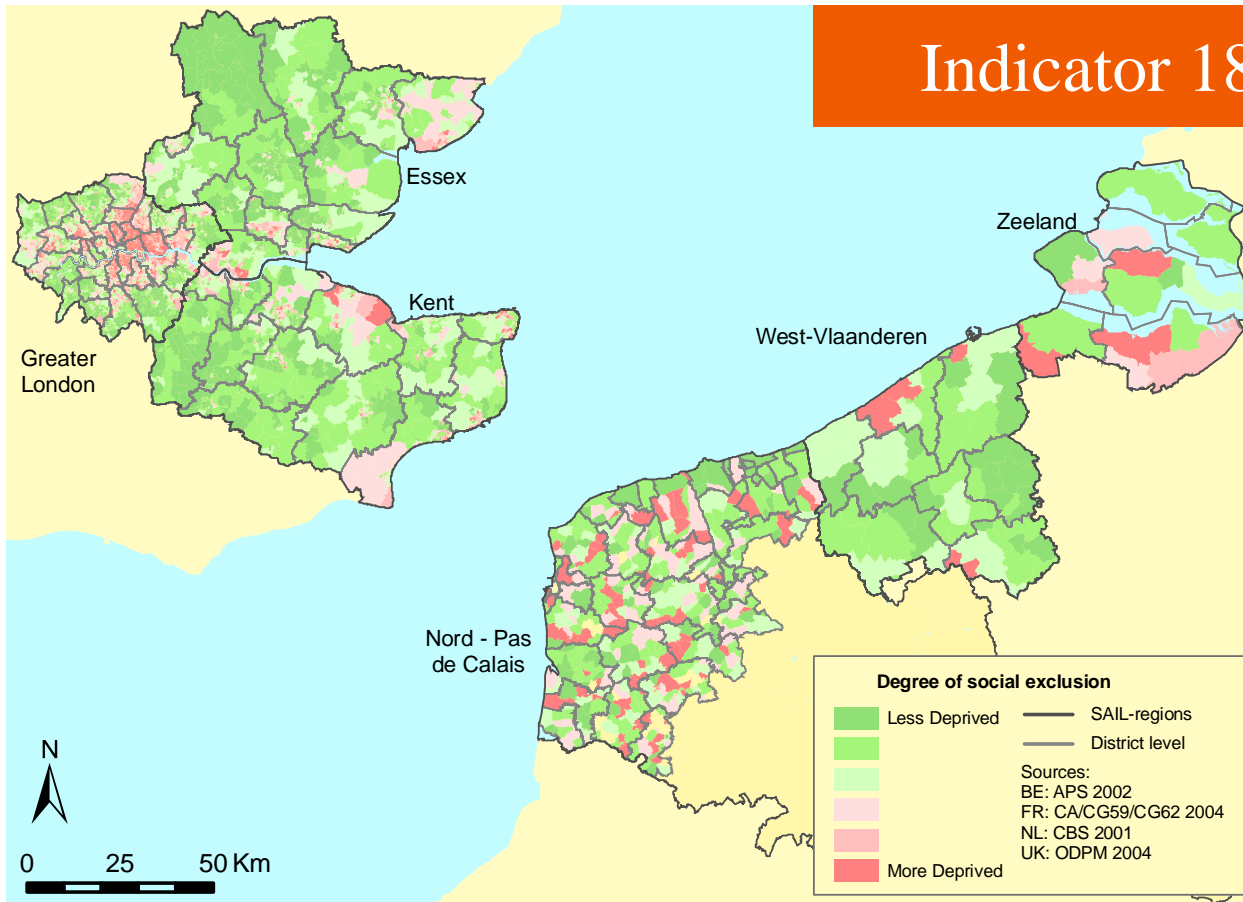 Indicator 18
Essex
Zeeland
Kent
West-Vlaanderen
Greater
London
Nord - Pas
de Calais
Degree of social exclusion
Less Deprived
More Deprived
SAIL-regions
District level
Sources:
BE: APS 2002
FR: CA/CG59/CG62 2004
NL: CBS 2001
UK: ODPM 2004
N
0 25 50 Km